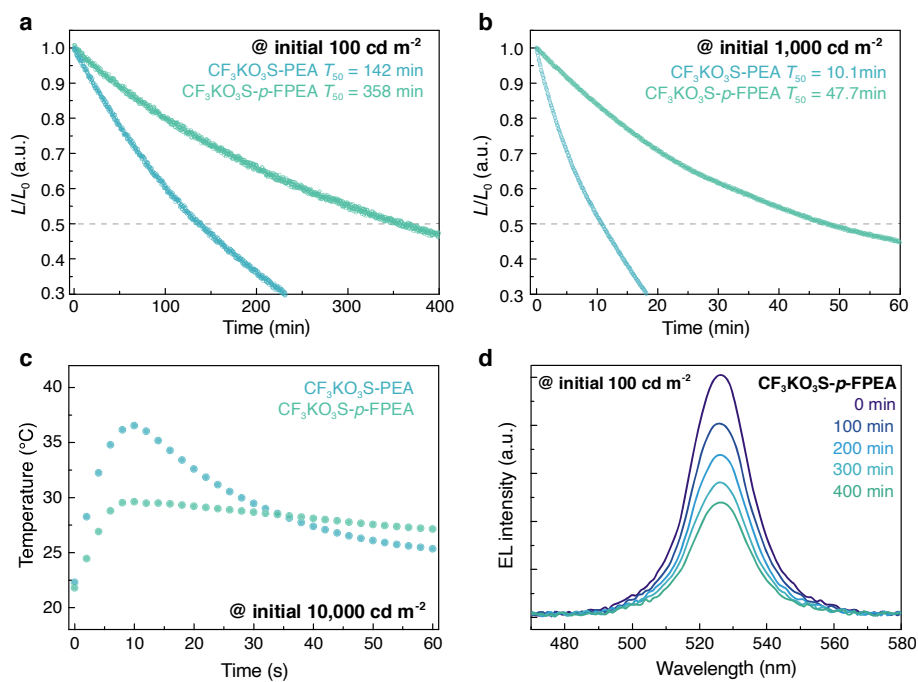 a
@ initial 100 cd m⁻²
CF₃KO₃S-PEA T₅₀ = 142 min
CF₃KO₃S-p-FPEA T₅₀ = 358 min
L/L₀ (a.u.)
1.0
0.9
0.8
0.7
0.6
0.5
0.4
0.3
0 100 200 300 400
Time (min)
b
@ initial 1,000 cd m⁻²
CF₃KO₃S-PEA T₅₀ = 10.1min
CF₃KO₃S-p-FPEA T₅₀ = 47.7min
L/L₀ (a.u.)
1.0
0.9
0.8
0.7
0.6
0.5
0.4
0.3
0 10 20 30 40 50 60
Time (min)
c
CF₃KO₃S-PEA
CF₃KO₃S-p-FPEA
Temperature (°C)
40
35
30
25
20
@ initial 10,000 cd m⁻²
0 10 20 30 40 50 60
Time (s)
d
@ initial 100 cd m⁻²
CF₃KO₃S-p-FPEA
0 min
100 min
200 min
300 min
400 min
EL intensity (a.u.)
480 500 520 540 560 580
Wavelength (nm)